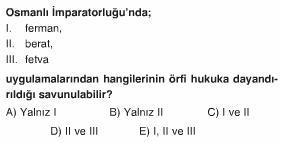 Osmanlı İmparatorluğu'nda;
I. ferman,
II. berat,
III. fetva
uygulamalarından hangilerinin örfi hukuka dayandı-
rıldığı savunulabilir?
A) Yalnız I B) Yalnız II C) I ve II
D) II ve III E) I, II ve III